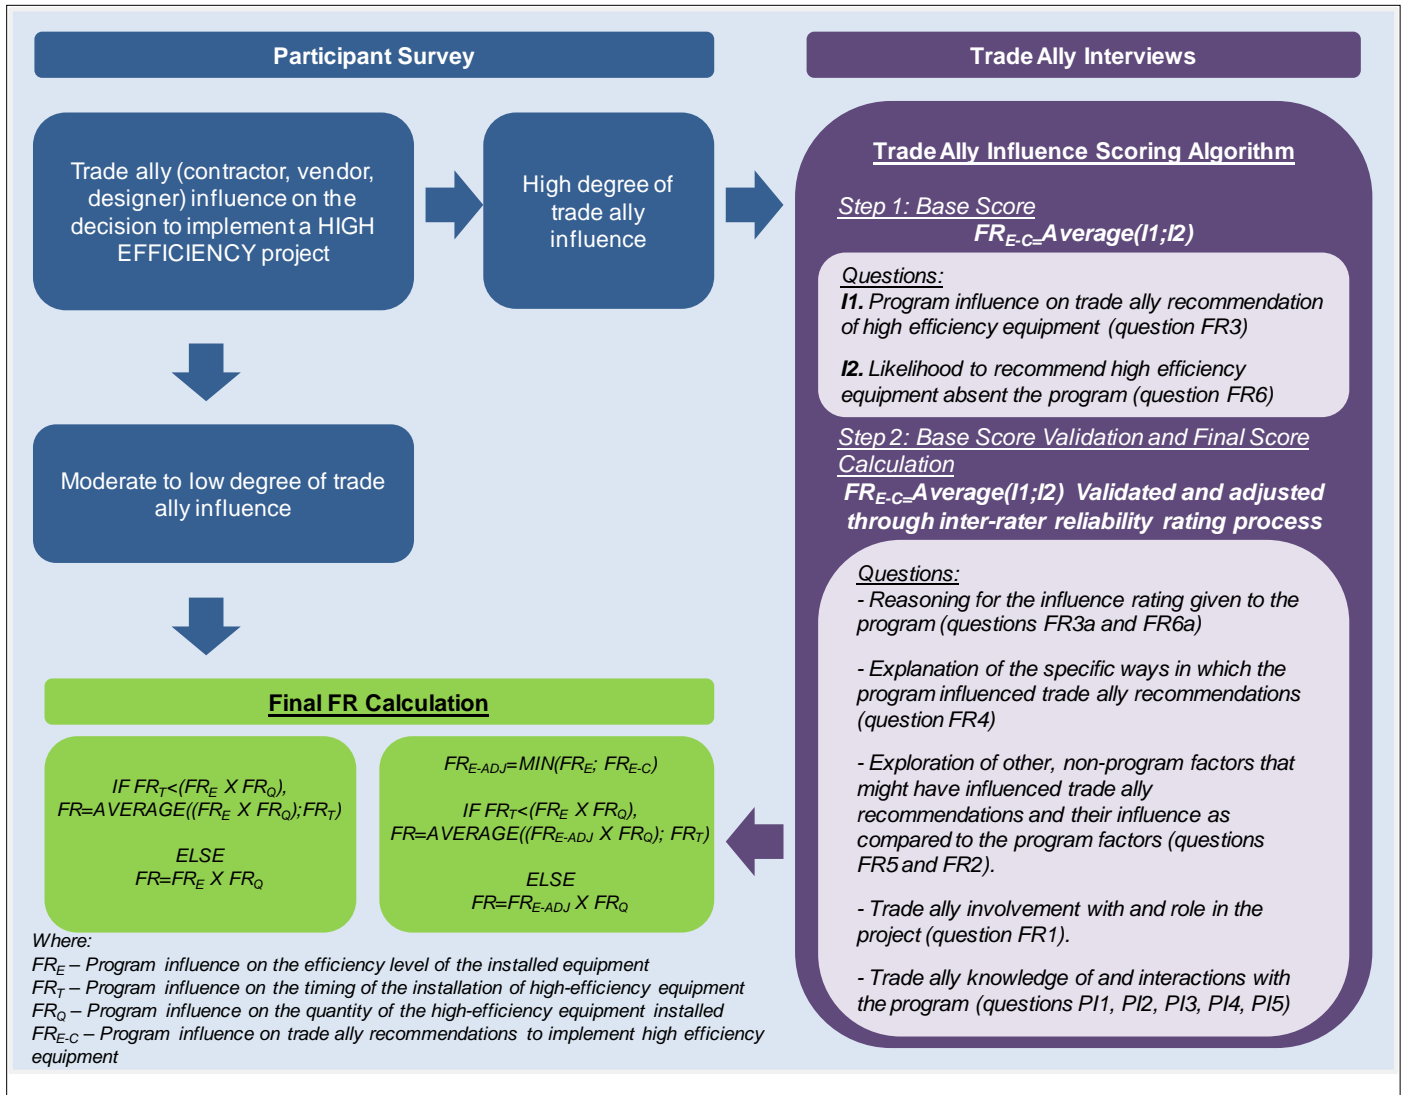 Participant Survey
Trade Ally Interviews
Trade ally (contractor, vendor,
designer) influence on the
decision to implement a HIGH
EFFICIENCY project
High degree of
trade ally
influence
Moderate to low degree of trade
ally influence
Trade Ally Influence Scoring Algorithm
Step 1: Base Score
FRE-C=Average(I1;I2)
Questions:
I1. Program influence on trade ally recommendation
of high efficiency equipment (question FR3)
I2. Likelihood to recommend high efficiency
equipment absent the program (question FR6)
Step 2: Base Score Validation and Final Score
Calculation
FRE-C=Average(I1;I2) Validated and adjusted
through inter-rater reliability rating process
Questions:
- Reasoning for the influence rating given to the
program (questions FR3a and FR6a)
- Explanation of the specific ways in which the
program influenced trade ally recommendations
(question FR4)
- Exploration of other, non-program factors that
might have influenced trade ally
recommendations and their influence as
compared to the program factors (questions
FR5 and FR2).
- Trade ally involvement with and role in the
project (question FR1).
- Trade ally knowledge of and interactions with
the program (questions PI1, PI2, PI3, PI4, PI5)
Final FR Calculation
IF FRT<(FRE X FRQ),
FR=AVERAGE((FRE X FRQ);FRT)
ELSE
FR=FRE X FRQ
FRE-ADJ=MIN(FRE; FRE-C)
IF FRT<(FRE X FRQ),
FR=AVERAGE((FRE-ADJ X FRQ); FRT)
ELSE
FR=FRE-ADJ X FRQ
Where:
FRE – Program influence on the efficiency level of the installed equipment
FRT – Program influence on the timing of the installation of high-efficiency equipment
FRQ – Program influence on the quantity of the high-efficiency equipment installed
FRE-C – Program influence on trade ally recommendations to implement high efficiency
equipment